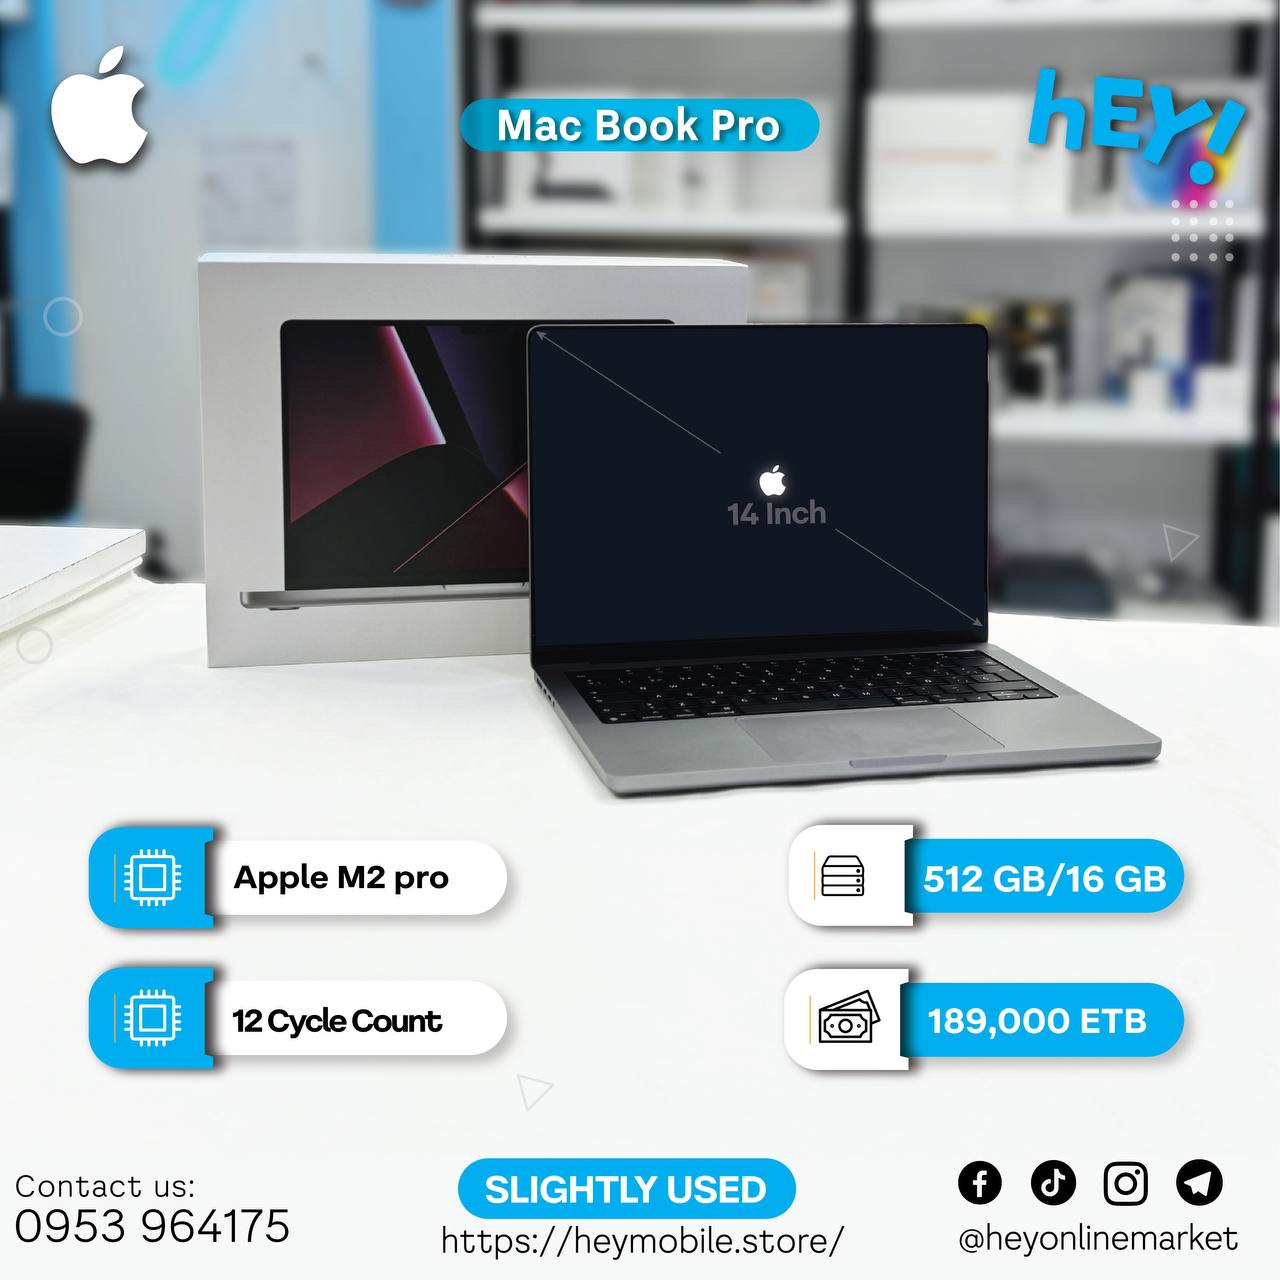 Mac Book Pro
hEY!
14 Inch
Apple M2 pro
512 GB/16 GB
12 Cycle Count
189,000 ETB
Contact us:
0953 964175
SLIGHTLY USED
https://heymobile.store/
@heyonlinemarket